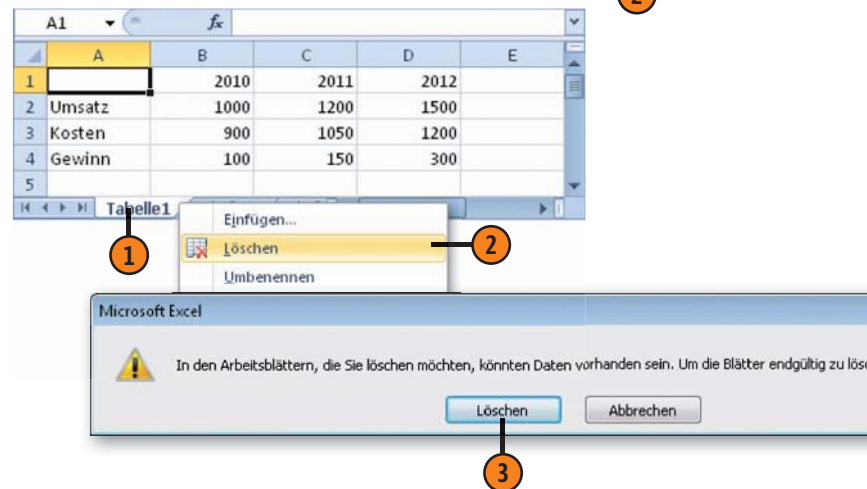 2
A1 fx
A B C D E
1 2010 2011 2012
2 Umsatz 1000 1200 1500
3 Kosten 900 1050 1200
4 Gewinn 100 150 300
5
Tabelle1
1
Einfügen...
Löschen
2
Umbenennen
Microsoft Excel
In den Arbeitsblättern, die Sie löschen möchten, könnten Daten vorhanden sein. Um die Blätter endgültig zu lösc
Löschen Abbrechen
3